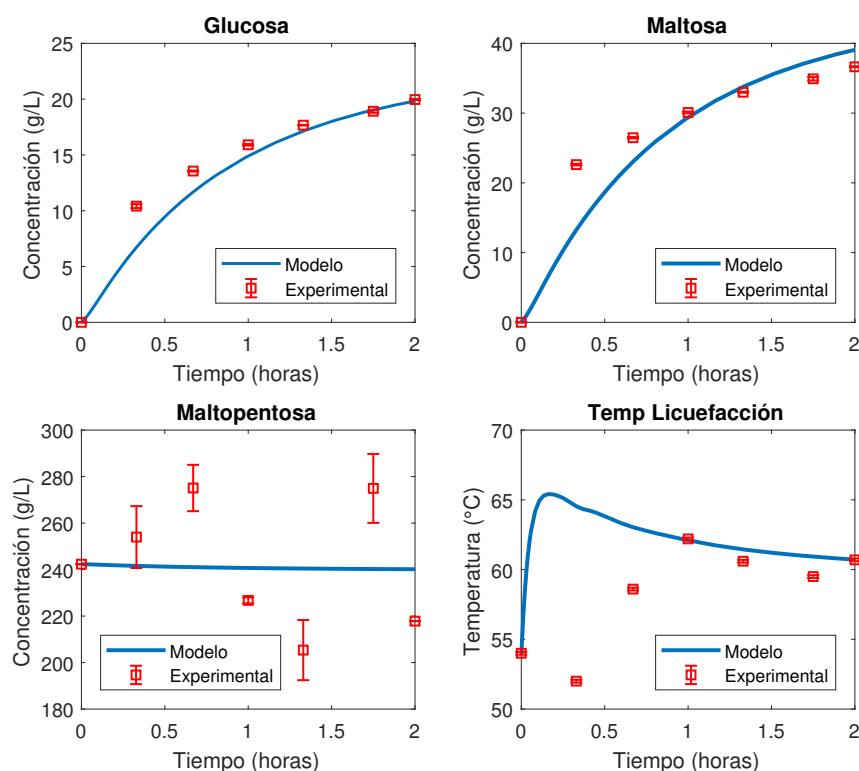 Glucosa
Concentración (g/L)
25
20
15
10
5
0
0 0.5 1 1.5 2
Tiempo (horas)
Modelo
Experimental
Maltosa
Concentración (g/L)
40
30
20
10
0
0 0.5 1 1.5 2
Tiempo (horas)
Modelo
Experimental
Maltopentosa
Concentración (g/L)
300
280
260
240
220
200
180
0 0.5 1 1.5 2
Tiempo (horas)
Modelo
Experimental
Temp Licuefacción
Temperatura (°C)
70
65
60
55
50
0 0.5 1 1.5 2
Tiempo (horas)
Modelo
Experimental